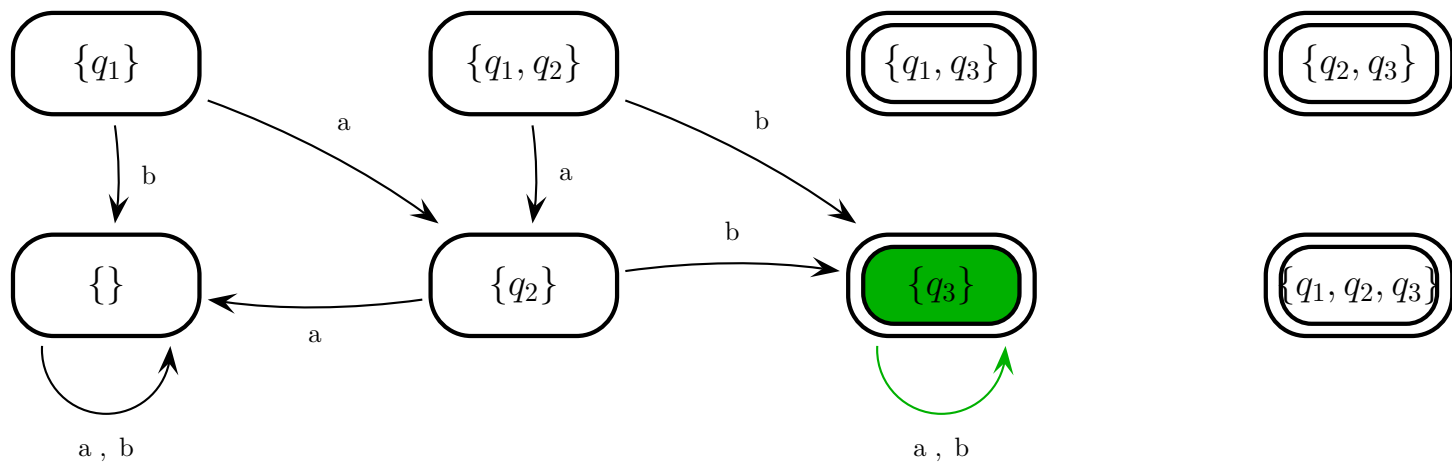 {q₁} {q₁, q₂} {q₁, q₃} {q₂, q₃}
a b
b a
b
{} {q₂} {q₃} {q₁, q₂, q₃}
a
a , b a , b